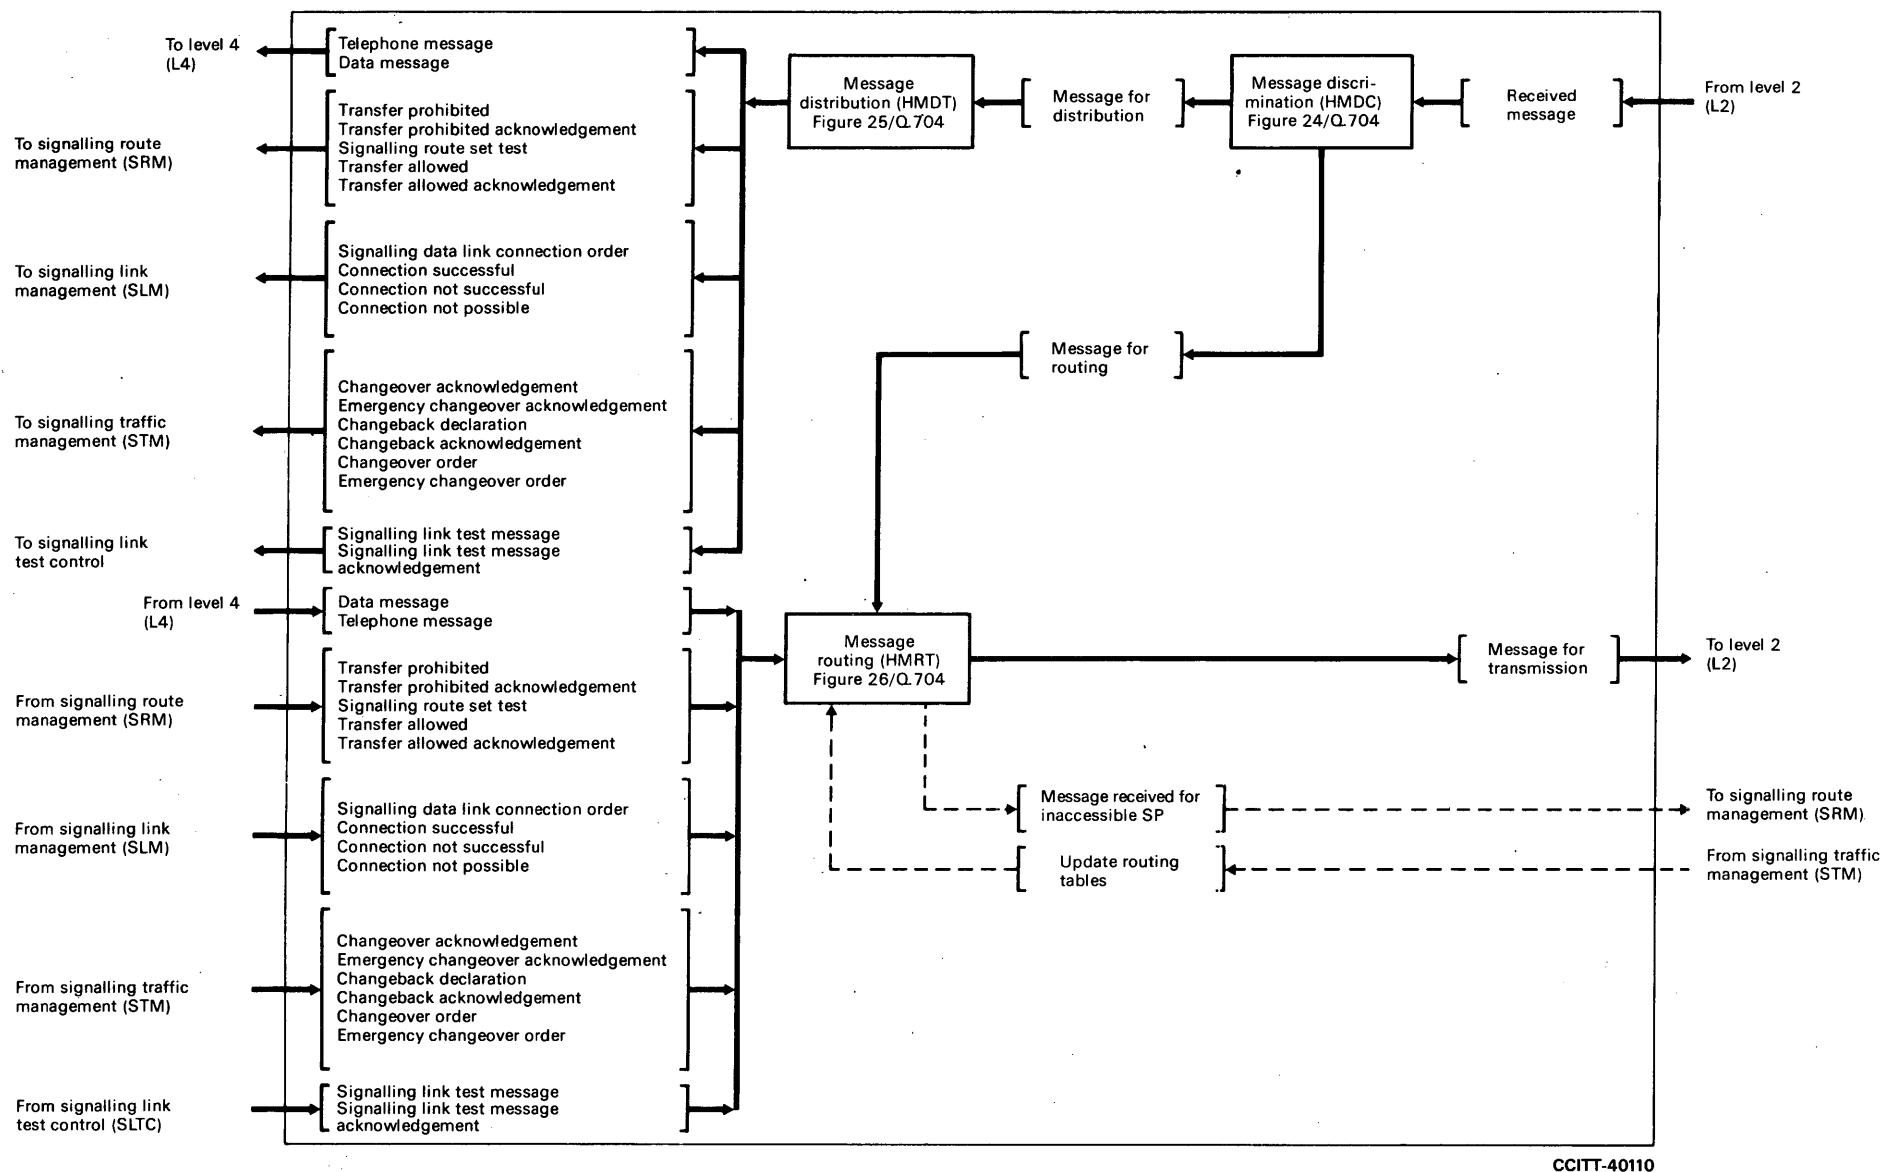 To level 4
(L4)
Telephone message
Data message
Message
distribution (HMDT)
Figure 25/Q.704
Message for
distribution
Message discri-
mination (HMDC)
Figure 24/Q.704
Received
message
From level 2
(L2)
To signalling route
management (SRM)
Transfer prohibited
Transfer prohibited acknowledgement
Signalling route set test
Transfer allowed
Transfer allowed acknowledgement
To signalling link
management (SLM)
Signalling data link connection order
Connection successful
Connection not successful
Connection not possible
Message for
routing
To signalling traffic
management (STM)
Changeover acknowledgement
Emergency changeover acknowledgement
Changeback declaration
Changeback acknowledgement
Changeover order
Emergency changeover order
To signalling link
test control
Signalling link test message
Signalling link test message
acknowledgement
From level 4
(L4)
Data message
Telephone message
Message
routing (HMRT)
Figure 26/Q.704
Message for
transmission
To level 2
(L2)
From signalling route
management (SRM)
Transfer prohibited
Transfer prohibited acknowledgement
Signalling route set test
Transfer allowed
Transfer allowed acknowledgement
Message received for
inaccessible SP
To signalling route
management (SRM)
From signalling link
management (SLM)
Signalling data link connection order
Connection successful
Connection not successful
Connection not possible
Update routing
tables
From signalling traffic
management (STM)
From signalling traffic
management (STM)
Changeover acknowledgement
Emergency changeover acknowledgement
Changeback declaration
Changeback acknowledgement
Changeover order
Emergency changeover order
From signalling link
test control (SLTC)
Signalling link test message
Signalling link test message
acknowledgement
CCITT-40110